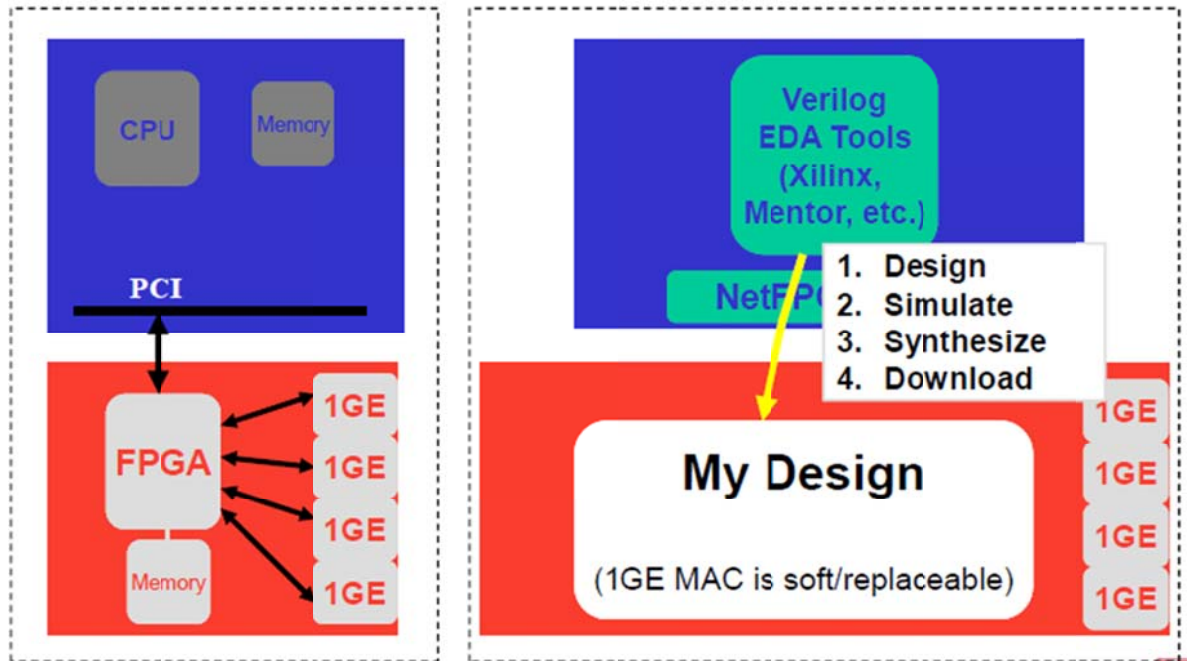 CPU
Memory
PCI
FPGA
1GE
1GE
1GE
1GE
Memory
Verilog
EDA Tools
(Xilinx,
Mentor, etc.)
1. Design
2. Simulate
3. Synthesize
4. Download
My Design
(1GE MAC is soft/replaceable)
1GE
1GE
1GE
1GE